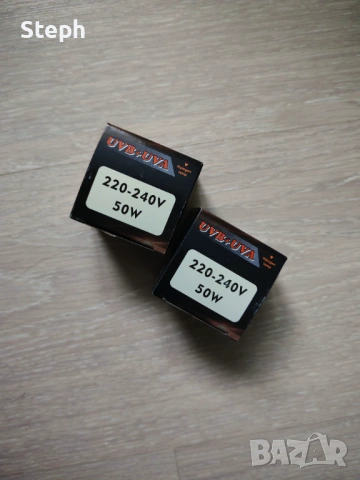 Steph
UVB+UVA
220-240V
50W
UVB+UVA
220-240V
50W
BAZAR